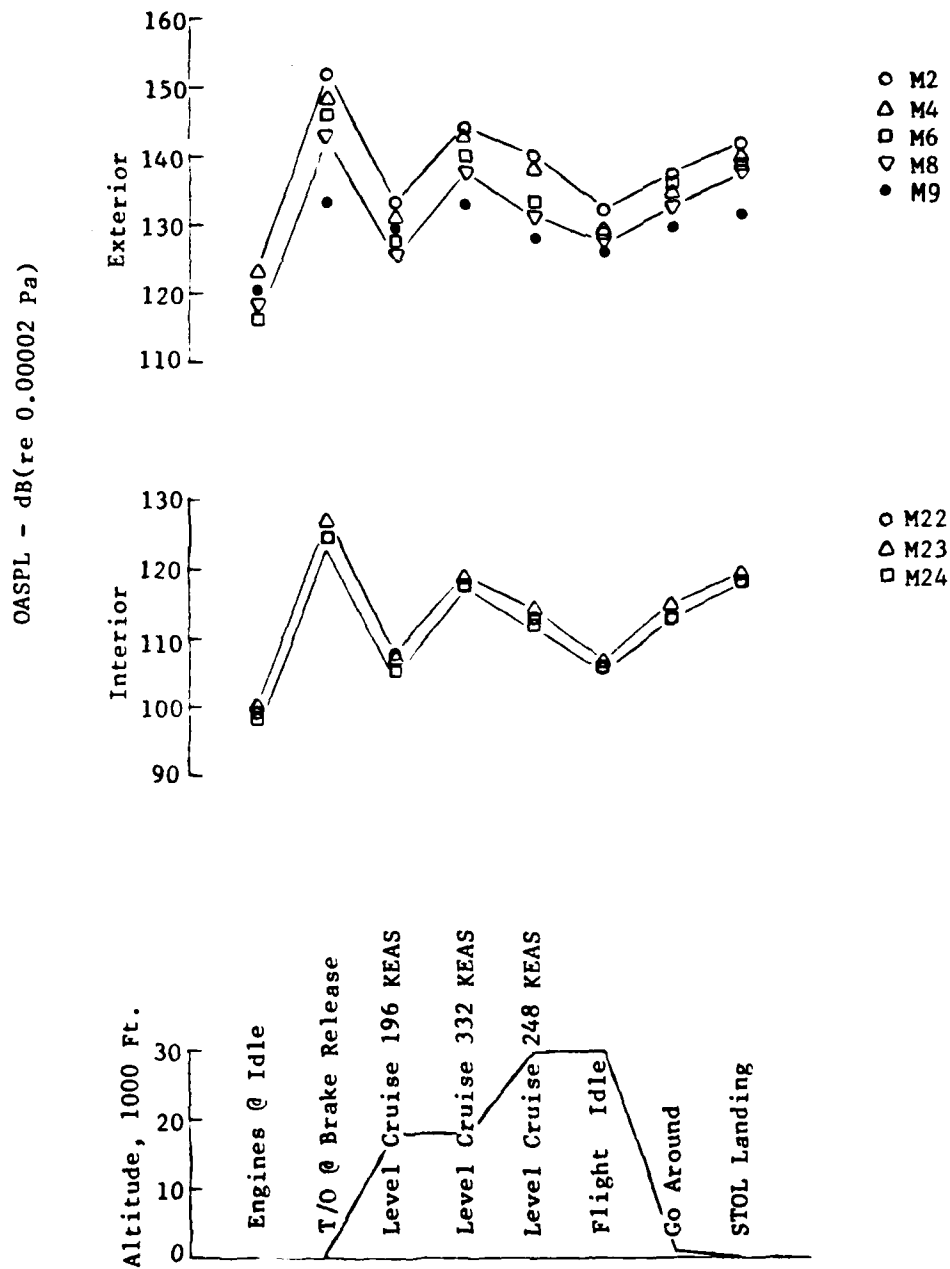 OASPL - dB(re 0.00002 Pa)
Exterior
160
150
140
130
120
110
M2
M4
M6
M8
M9
Interior
130
120
110
100
90
M22
M23
M24
Altitude, 1000 Ft.
30
20
10
0
Engines @ Idle
T/O @ Brake Release
Level Cruise 196 KEAS
Level Cruise 332 KEAS
Level Cruise 248 KEAS
Flight Idle
Go Around
STOL Landing